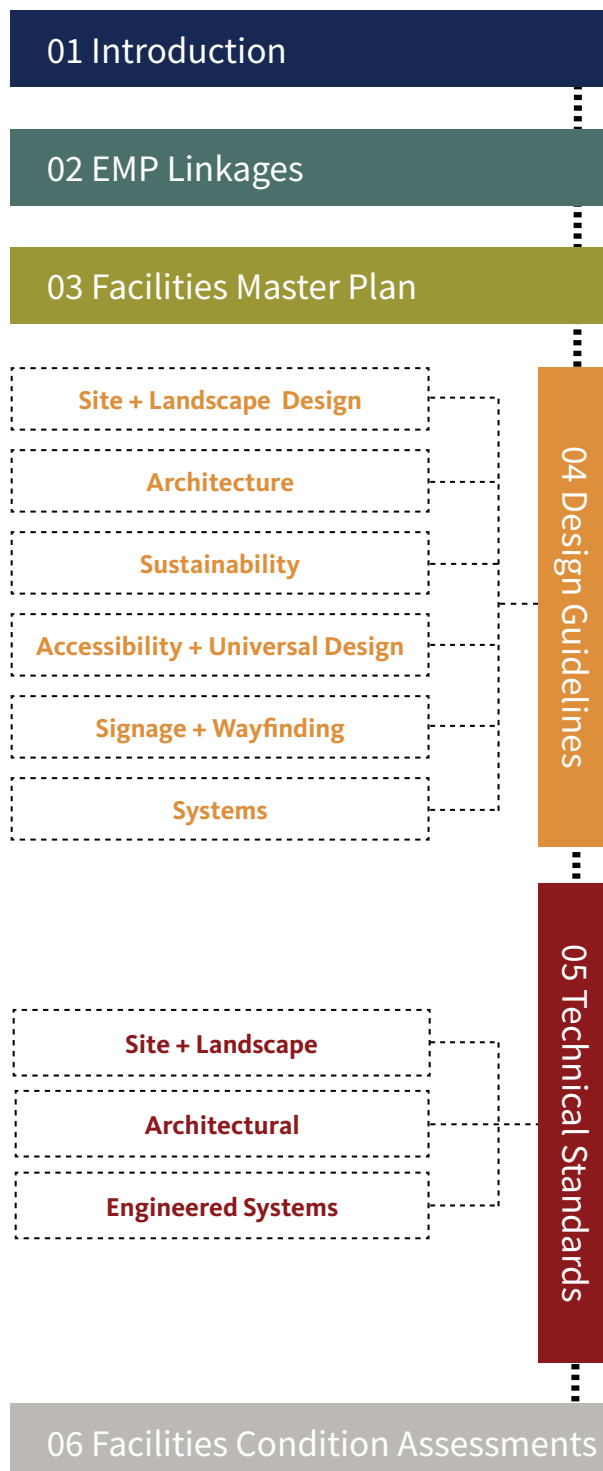 01 Introduction
02 EMP Linkages
03 Facilities Master Plan
04 Design Guidelines
Site + Landscape Design
Architecture
Sustainability
Accessibility + Universal Design
Signage + Wayfinding
Systems
05 Technical Standards
Site + Landscape
Architectural
Engineered Systems
06 Facilities Condition Assessments